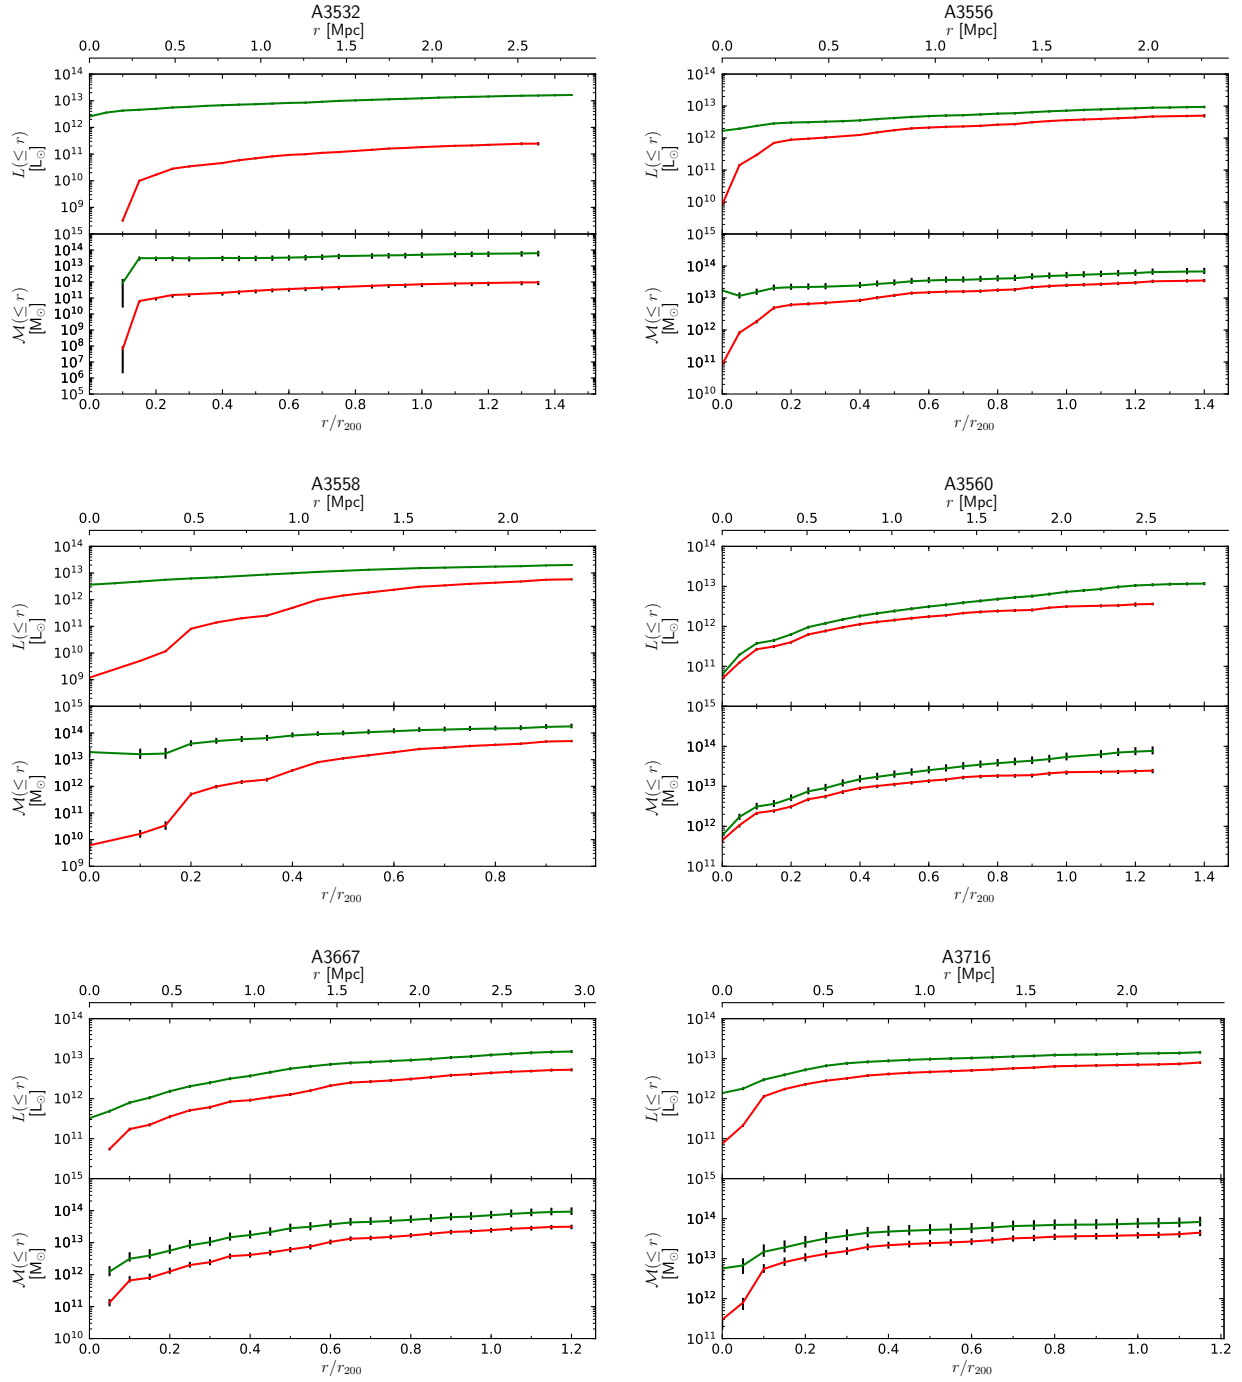 A3532
r [Mpc]
0.0 0.5 1.0 1.5 2.0 2.5
10^14
10^13
10^12
10^11
10^10
10^9
L(≤ r)
[L⊙]
10^15
10^14
10^13
10^12
10^11
10^10
10^9
10^8
10^7
10^6
10^5
M(≤ r)
[M⊙]
0.0 0.2 0.4 0.6 0.8 1.0 1.2 1.4
r/r200
A3556
r [Mpc]
0.0 0.5 1.0 1.5 2.0
10^14
10^13
10^12
10^11
10^10
L(≤ r)
[L⊙]
10^15
10^14
10^13
10^12
10^11
10^10
M(≤ r)
[M⊙]
0.0 0.2 0.4 0.6 0.8 1.0 1.2 1.4
r/r200
A3558
r [Mpc]
0.0 0.5 1.0 1.5 2.0
10^14
10^13
10^12
10^11
10^10
10^9
L(≤ r)
[L⊙]
10^15
10^14
10^13
10^12
10^11
10^10
10^9
M(≤ r)
[M⊙]
0.0 0.2 0.4 0.6 0.8
r/r200
A3560
r [Mpc]
0.0 0.5 1.0 1.5 2.0 2.5
10^14
10^13
10^12
10^11
L(≤ r)
[L⊙]
10^15
10^14
10^13
10^12
10^11
M(≤ r)
[M⊙]
0.0 0.2 0.4 0.6 0.8 1.0 1.2 1.4
r/r200
A3667
r [Mpc]
0.0 0.5 1.0 1.5 2.0 2.5 3.0
10^14
10^13
10^12
10^11
L(≤ r)
[L⊙]
10^15
10^14
10^13
10^12
10^11
10^10
M(≤ r)
[M⊙]
0.0 0.2 0.4 0.6 0.8 1.0 1.2
r/r200
A3716
r [Mpc]
0.0 0.5 1.0 1.5 2.0
10^14
10^13
10^12
10^11
L(≤ r)
[L⊙]
10^15
10^14
10^13
10^12
10^11
M(≤ r)
[M⊙]
0.0 0.2 0.4 0.6 0.8 1.0 1.2
r/r200